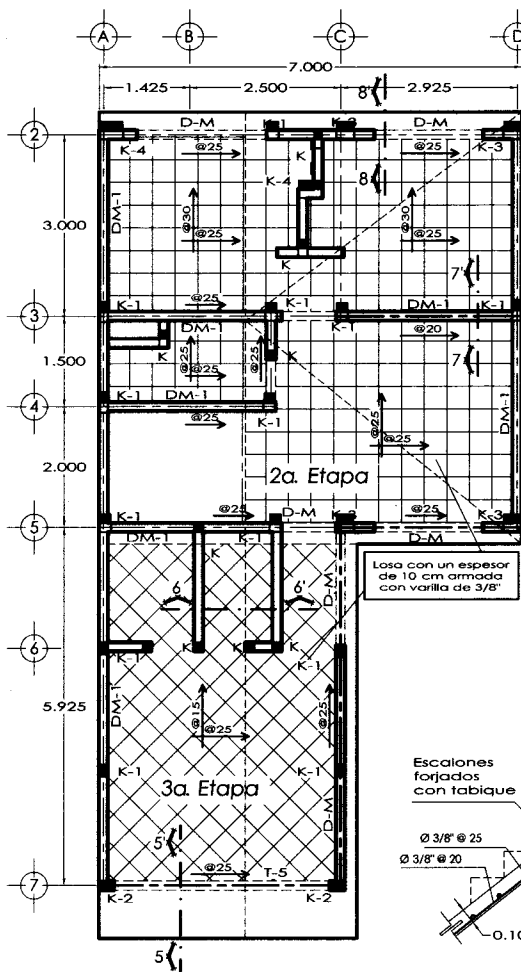 A B C D
7.000
1.425 2.500 2.925
8'
D-M K-1 K-3 D-M
2
K-4 @25 K @25 K-3
8
K-4
DM-1 @30 @30
3.000
@25 @25
K
7'
K-1 @25 K-1 DM-1 K-1
3
DM-1 K-1 @20
K @25 @25 K
7
1.500
@25
DM-1
DM-1
K-1 K-1
4
@25 @25
@25
2.000
2a. Etapa
K-1 @25 D-M K-3 @25 K-3
5
DM-1 K-1 D-M
K D-M
Losa con un espesor
de 10 cm armada
con varilla de 3/8"
6 6'
6
K-1 K K K-1
DM-1
5.925
@15 @25 @25
K-1 K-1
3a. Etapa
D-M
Escalones
forjados
con tabique
Ø 3/8" @ 25
Ø 3/8" @ 20
5'
@25 T-5
7
K-2 K-2
0.10
5